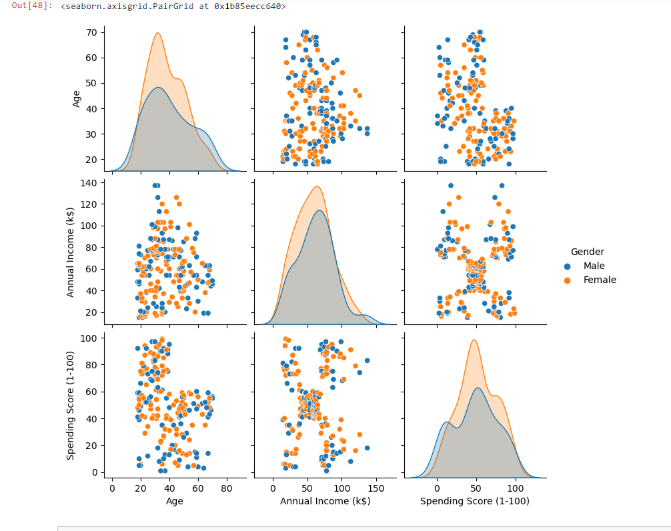 Out[48]: <seaborn.axisgrid.PairGrid at 0x1b85eecc640>
70
60
50
40
30
20
Age
140
120
100
80
60
40
20
Annual Income (k$)
Gender
Male
Female
100
80
60
40
20
0
Spending Score (1-100)
0 20 40 60 80
Age
0 50 100 150
Annual Income (k$)
0 50 100
Spending Score (1-100)